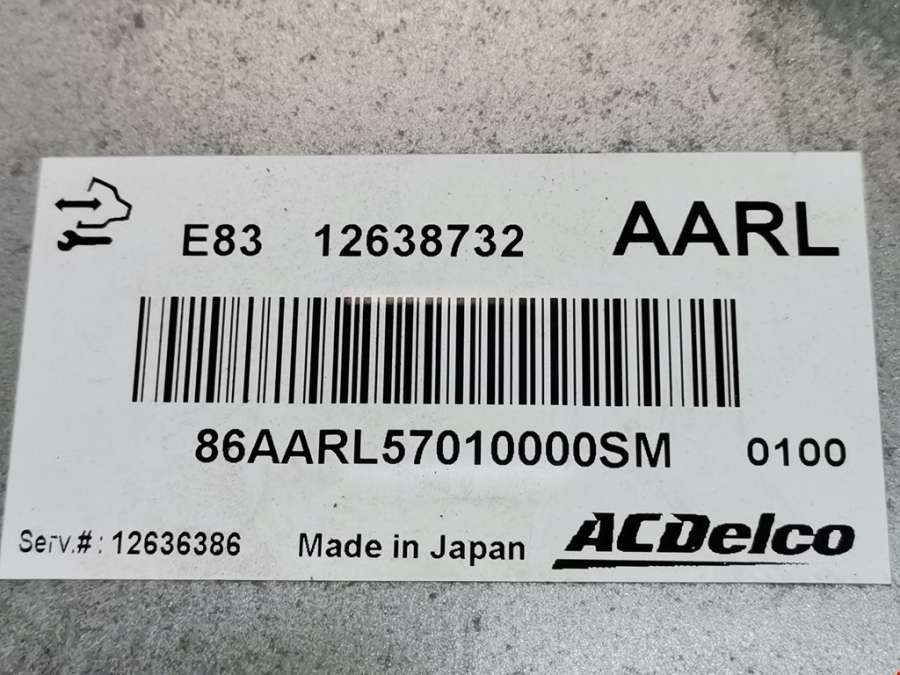 E83 12638732 AARL
86AARL57010000SM 0100
Serv.#: 12636386 Made in Japan ACDelco